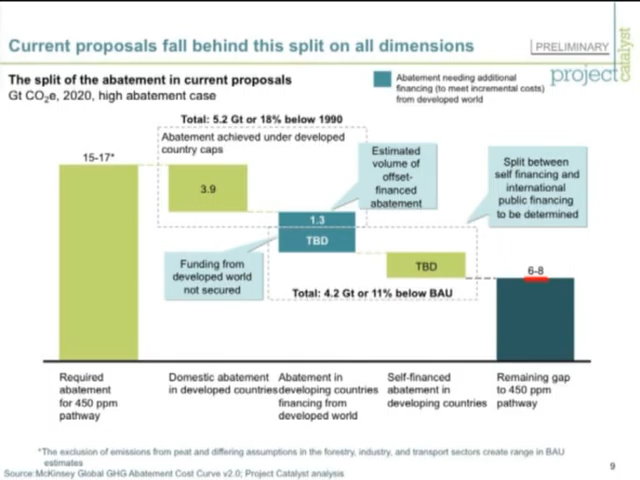 Current proposals fall behind this split on all dimensions
PRELIMINARY
project catalyst
The split of the abatement in current proposals
Gt CO₂e, 2020, high abatement case
Abatement needing additional
financing (to meet incremental costs)
from developed world
Total: 5.2 Gt or 18% below 1990
Abatement achieved under developed
country caps
15-17*
3.9
Estimated
volume of
offset-
financed
abatement
Split between
self financing and
international
public financing
to be determined
1.3
TBD
Funding from
developed world
not secured
TBD
6-8
Total: 4.2 Gt or 11% below BAU
Required
abatement
for 450 ppm
pathway
Domestic abatement
in developed countries
Abatement in
developing countries
financing from
developed world
Self-financed
abatement in
developing countries
Remaining gap
to 450 ppm
pathway
*The exclusion of emissions from peat and differing assumptions in the forestry, industry, and transport sectors create range in BAU
estimates
Source: McKinsey Global GHG Abatement Cost Curve v2.0; Project Catalyst analysis
9